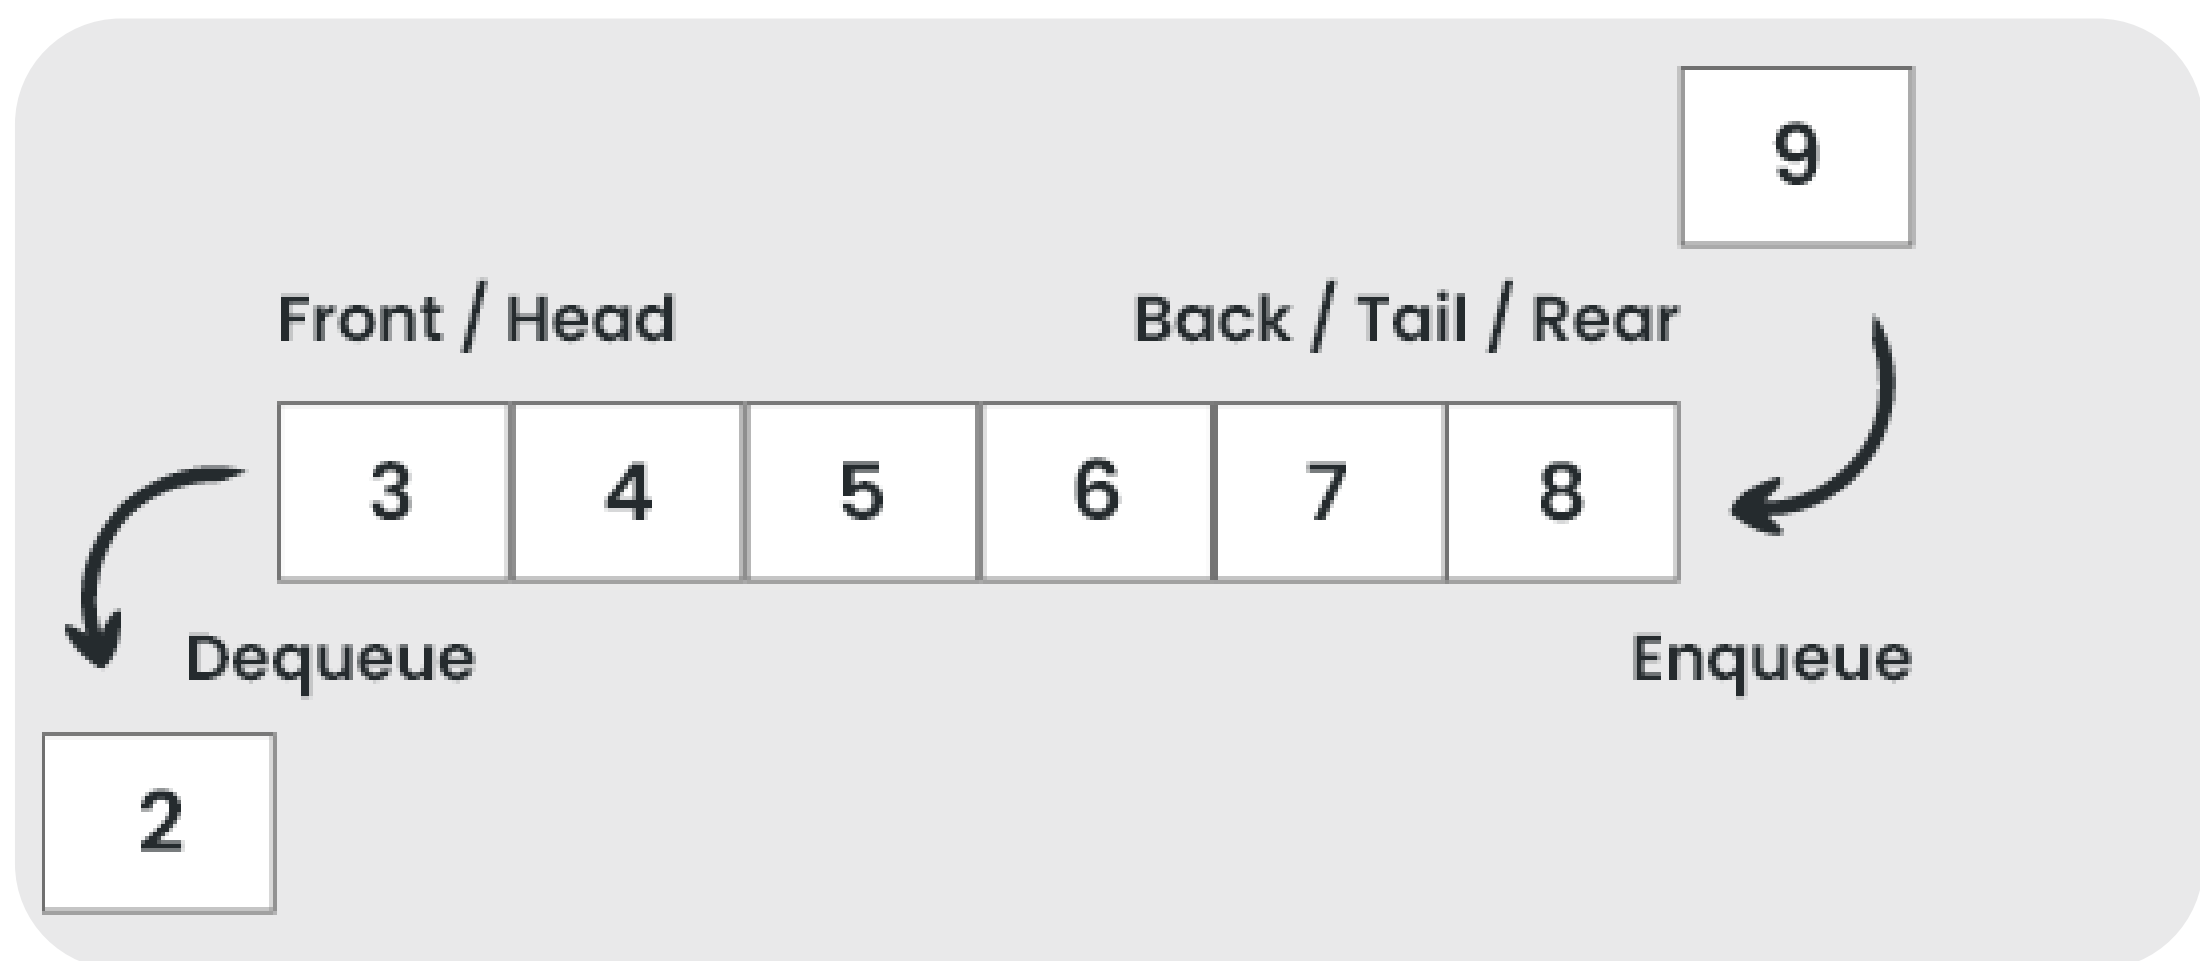 9
Front / Head
Back / Tail / Rear
3 4 5 6 7 8
Dequeue
Enqueue
2